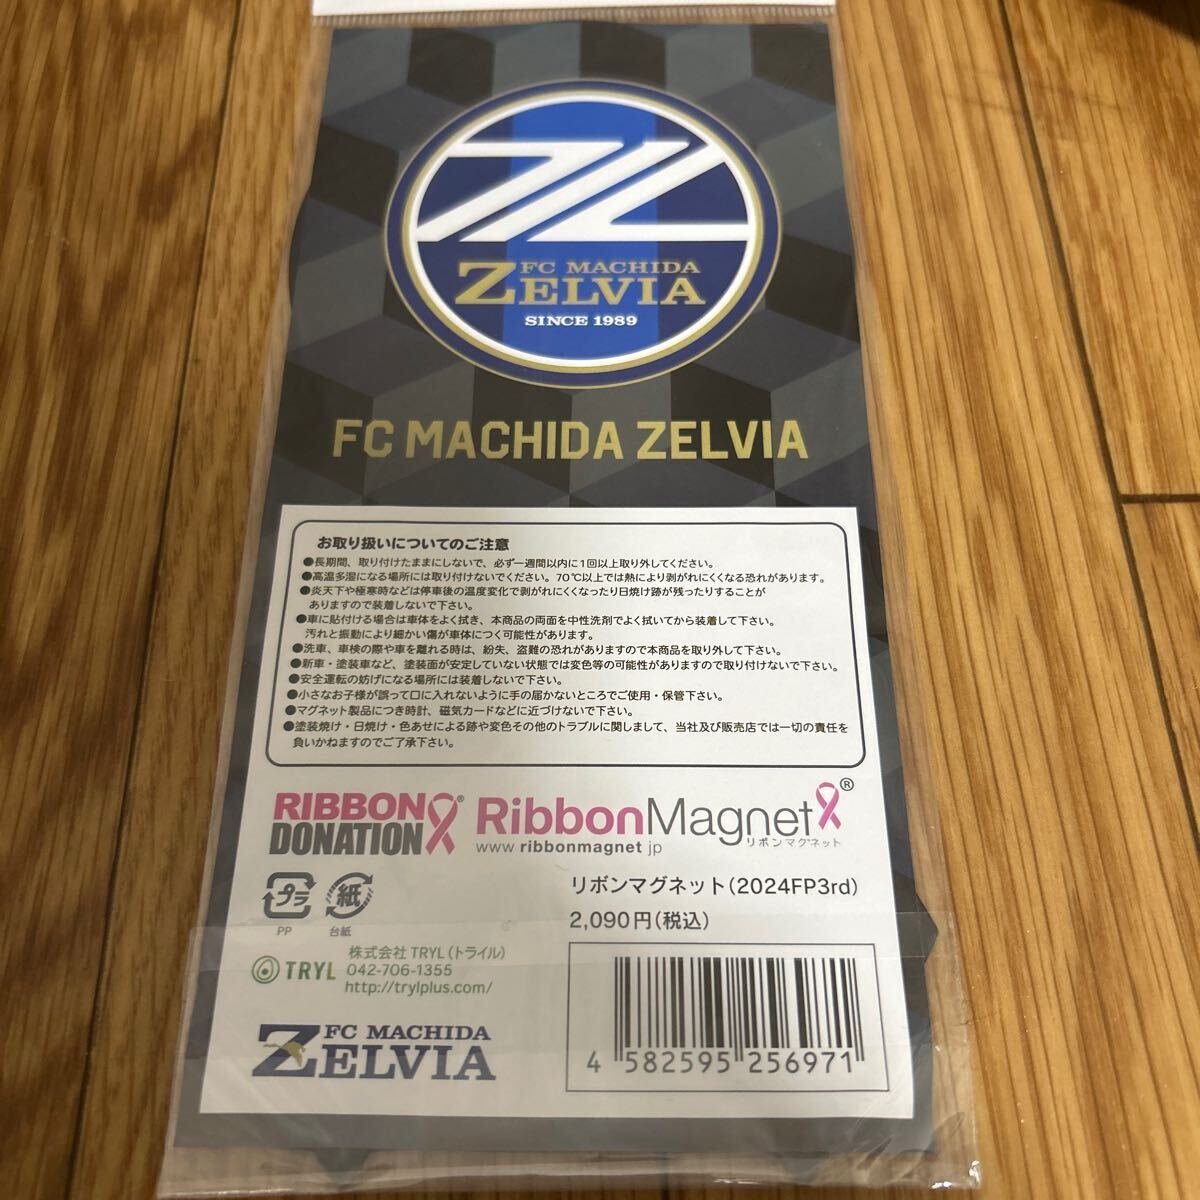 FC MACHIDA
ZELVIA
SINCE 1989
FC MACHIDA ZELVIA
お取り扱いについてのご注意
●長期間、取り付けたままにしないで、必ず一週間以内に1回以上取り外してください。
●高温多湿になる場所には取り付けないでください。70℃以上では熱により剥がれにくくなる恐れがあります。
●炎天下や極寒時などは停車後の温度変化で剥がれにくくなったり日焼け跡が残ったりすることが
ありますので装着しないで下さい。
●車に貼付ける場合は車体をよく拭き、本商品の両面を中性洗剤でよく拭いてから装着して下さい。
汚れと振動により細かい傷が車体につく可能性があります。
●洗車、車検の際や車を離れる時は、紛失、盗難の恐れがありますので本商品を取り外して下さい。
●新車・塗装車など、塗装面が安定していない状態では変色等の可能性がありますので取り付けないで下さい。
●安全運転の妨げになる場所には装着しないで下さい。
●小さなお子様が誤って口に入れないように手の届かないところでご使用・保管下さい。
●マグネット製品につき時計、磁気カードなどに近づけないで下さい。
●塗装焼け・日焼け・色あせによる跡や変色その他のトラブルに関しまして、当社及び販売店では一切の責任を
負いかねますのでご了承下さい。
RIBBON
DONATION®
RibbonMagnet®
www.ribbonmagnet.jp リボンマグネット
プラ
PP
紙
台紙
リボンマグネット(2024FP3rd)
2,090円(税込)
TRYL
株式会社 TRYL(トライル)
042-706-1355
http://trylplus.com/
FC MACHIDA
ZELVIA
4 582595 256971